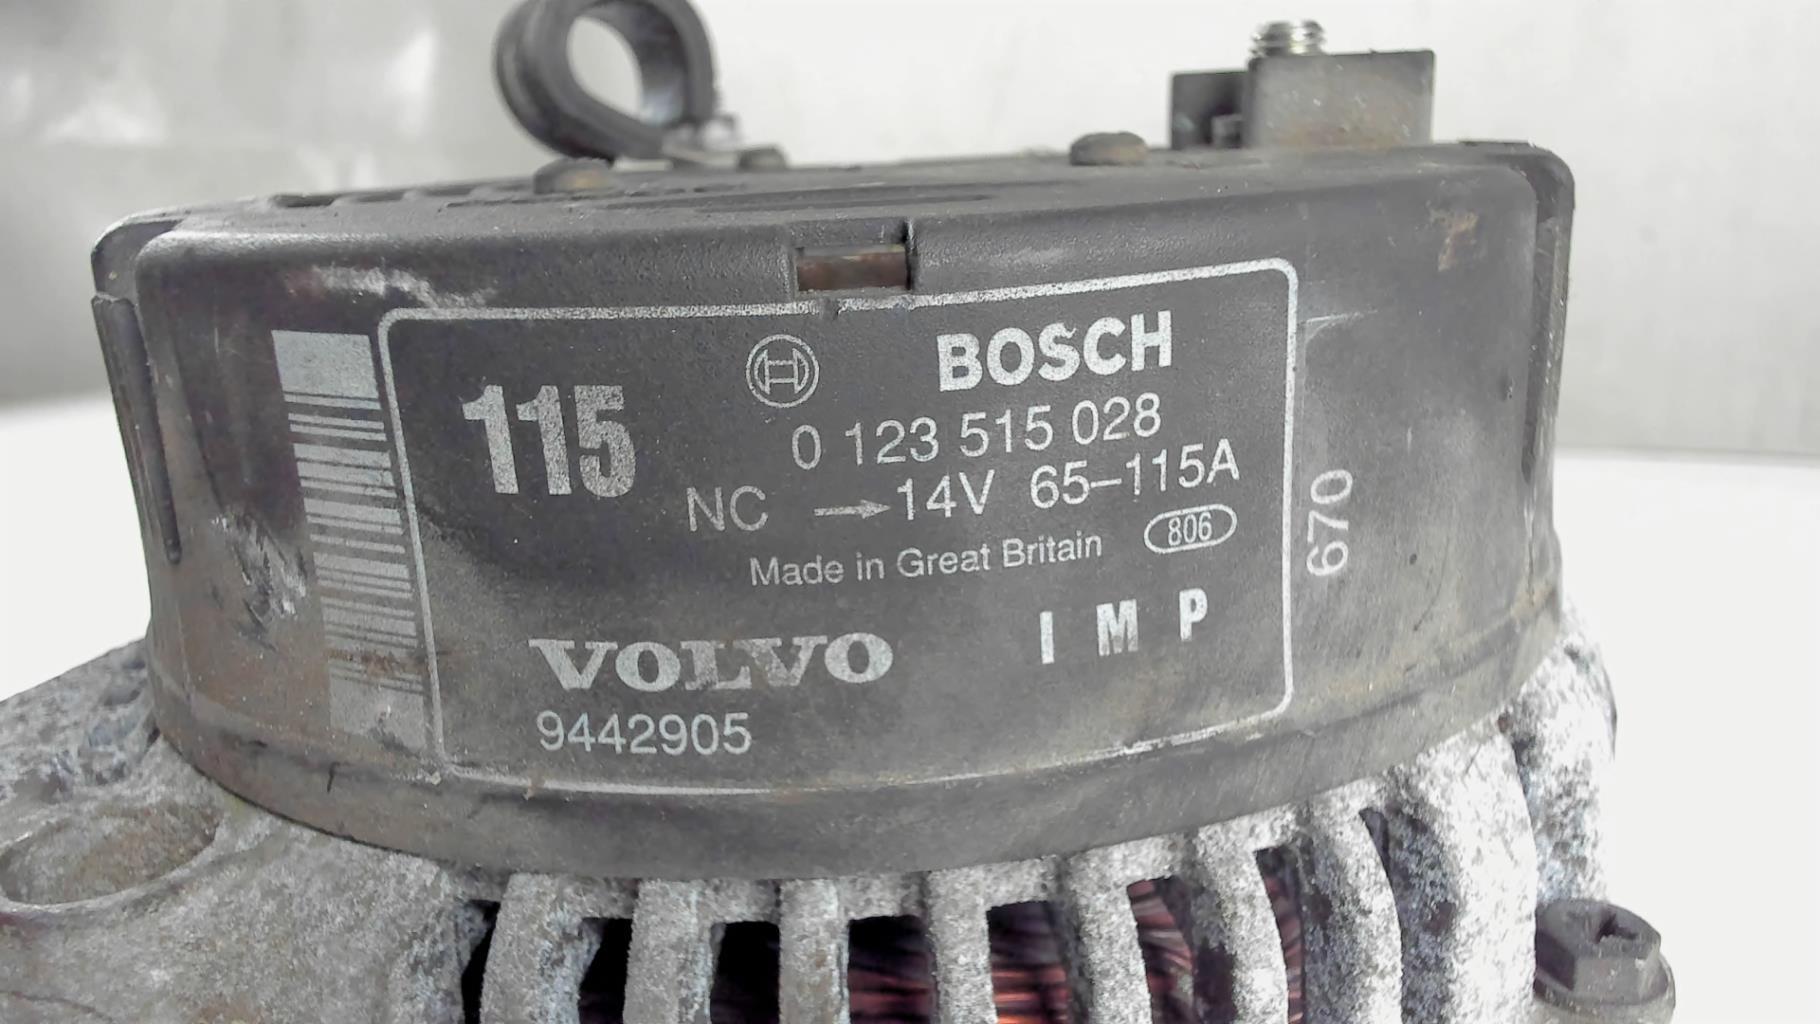 115
BOSCH
0 123 515 028
NC → 14V 65–115A
Made in Great Britain 806
VOLVO
I M P
9442905
670